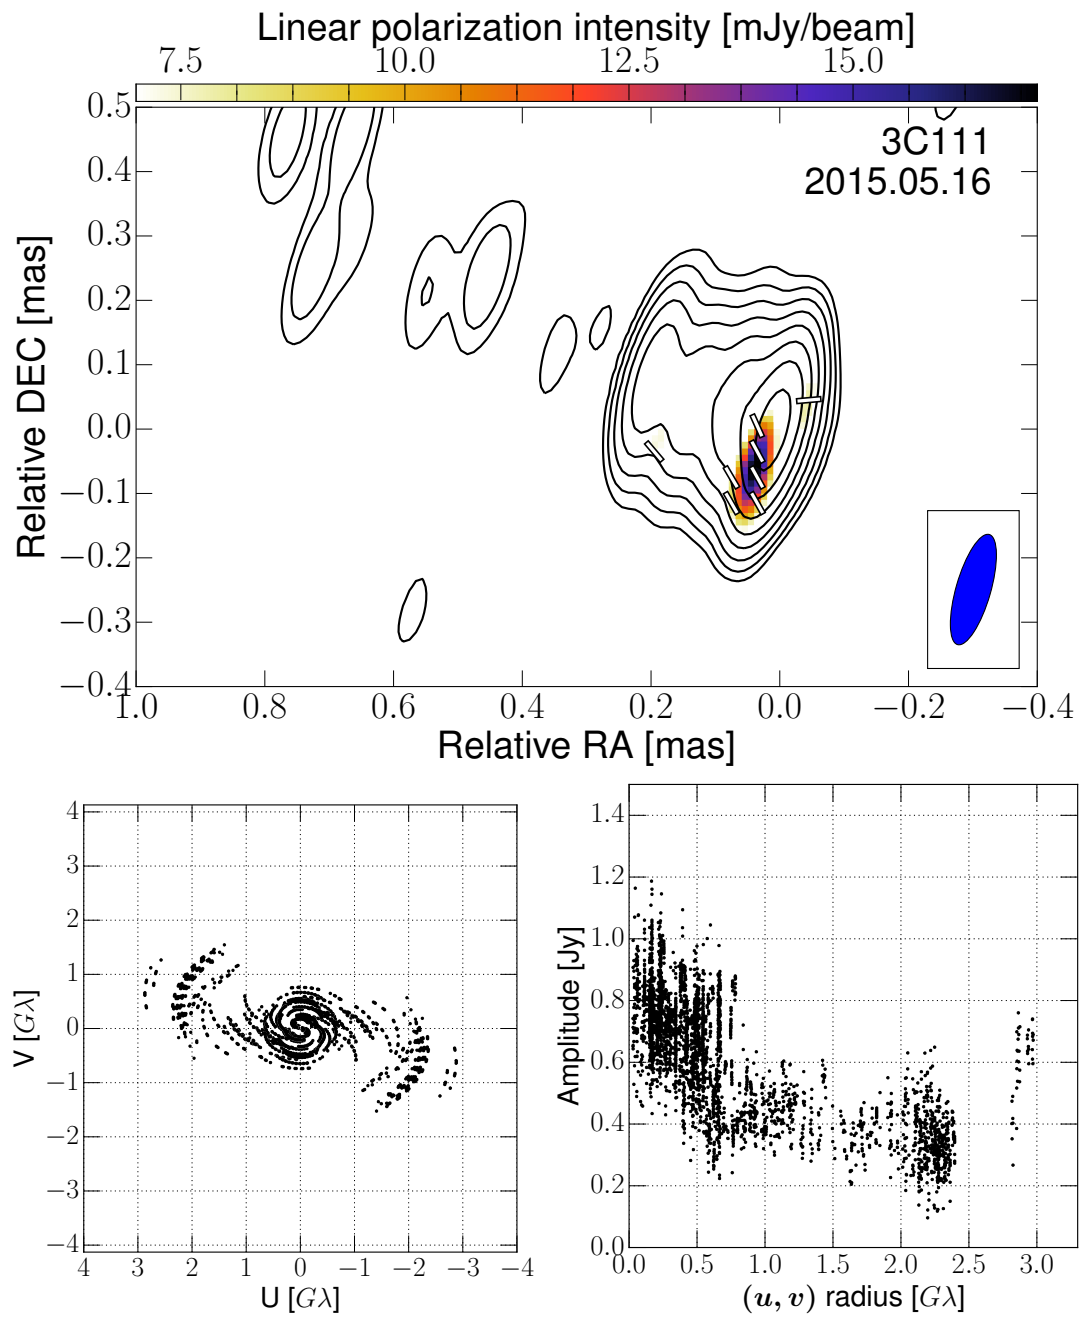 Linear polarization intensity [mJy/beam]
7.5 10.0 12.5 15.0
3C111
2015.05.16
Relative DEC [mas]
0.5
0.4
0.3
0.2
0.1
0.0
−0.1
−0.2
−0.3
−0.4
1.0 0.8 0.6 0.4 0.2 0.0 −0.2 −0.4
Relative RA [mas]
V [Gλ]
4
3
2
1
0
−1
−2
−3
−4
4 3 2 1 0 −1 −2 −3 −4
U [Gλ]
Amplitude [Jy]
1.4
1.2
1.0
0.8
0.6
0.4
0.2
0.0
0.0 0.5 1.0 1.5 2.0 2.5 3.0
(u, v) radius [Gλ]